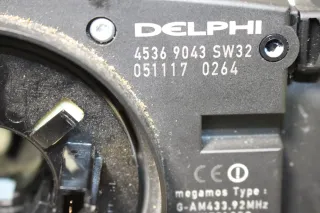 DELPHI
4536 9043 SW32
051117 0264
CE
megamos Type :
G-AM433.92MHz